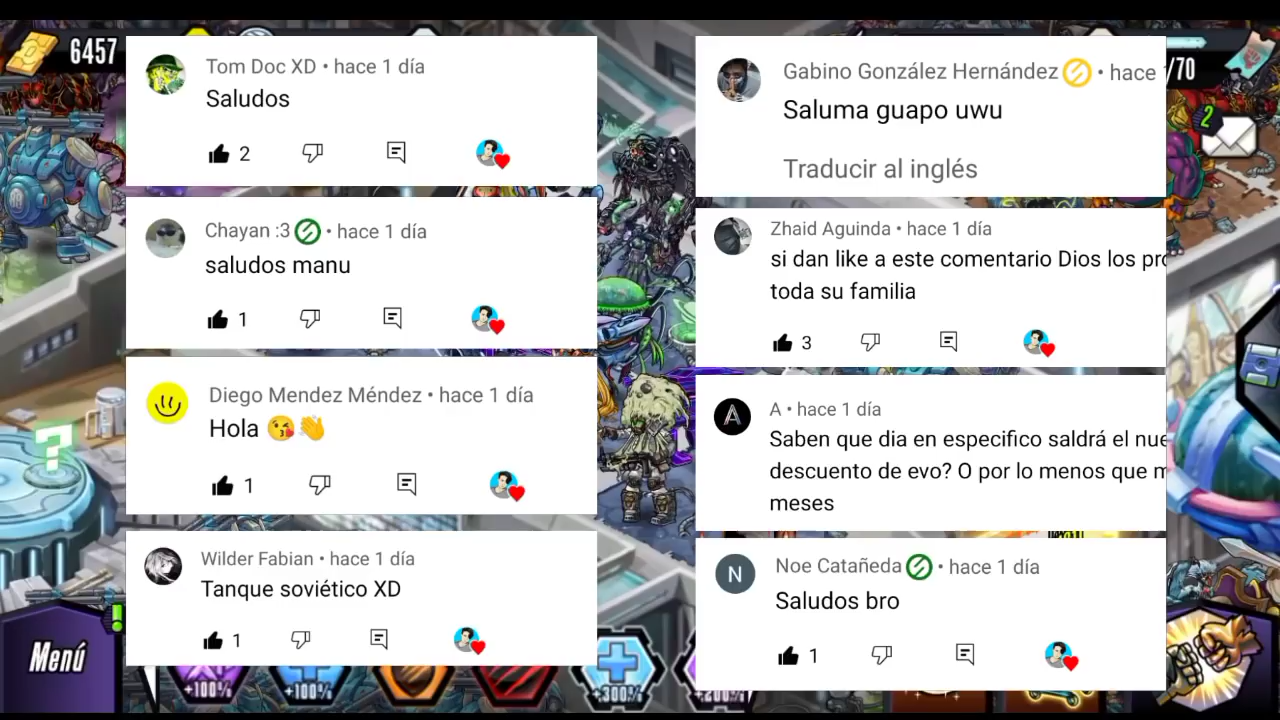 6457
Tom Doc XD • hace 1 día
Saludos
2
Chayan :3 • hace 1 día
saludos manu
1
Diego Mendez Méndez • hace 1 día
Hola 😘👋
1
Wilder Fabian • hace 1 día
Tanque soviético XD
1
Gabino González Hernández • hace
Saluma guapo uwu
Traducir al inglés
Zhaid Aguinda • hace 1 día
si dan like a este comentario Dios los
toda su familia
3
A
A • hace 1 día
Saben que dia en especifico saldrá el
descuento de evo? O por lo menos que
meses
N
Noe Catañeda • hace 1 día
Saludos bro
1
/70
2
?
!
Menú
+100%
+100%
+300%
+200%